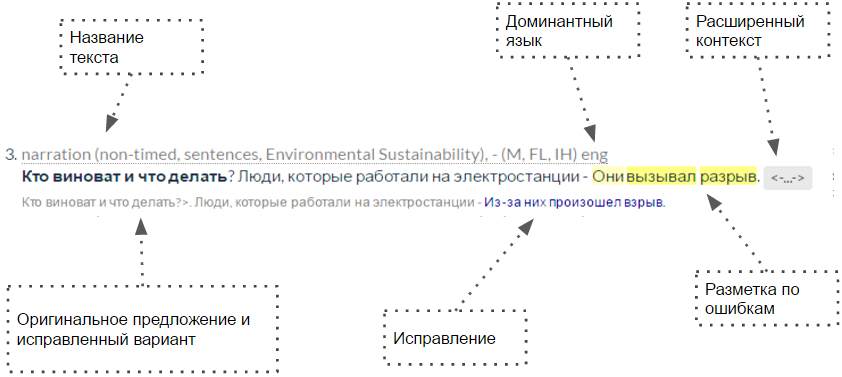 Название
текста
Доминантный
язык
Расширенный
контекст
3. narration (non-timed, sentences, Environmental Sustainability), - (M, FL, IH) eng
Кто виноват и что делать? Люди, которые работали на электростанции - Они вызывал разрыв. <-...->
Кто виноват и что делать?>. Люди, которые работали на электростанции - Из-за них произошел взрыв.
Оригинальное предложение и
исправленный вариант
Исправление
Разметка по
ошибкам